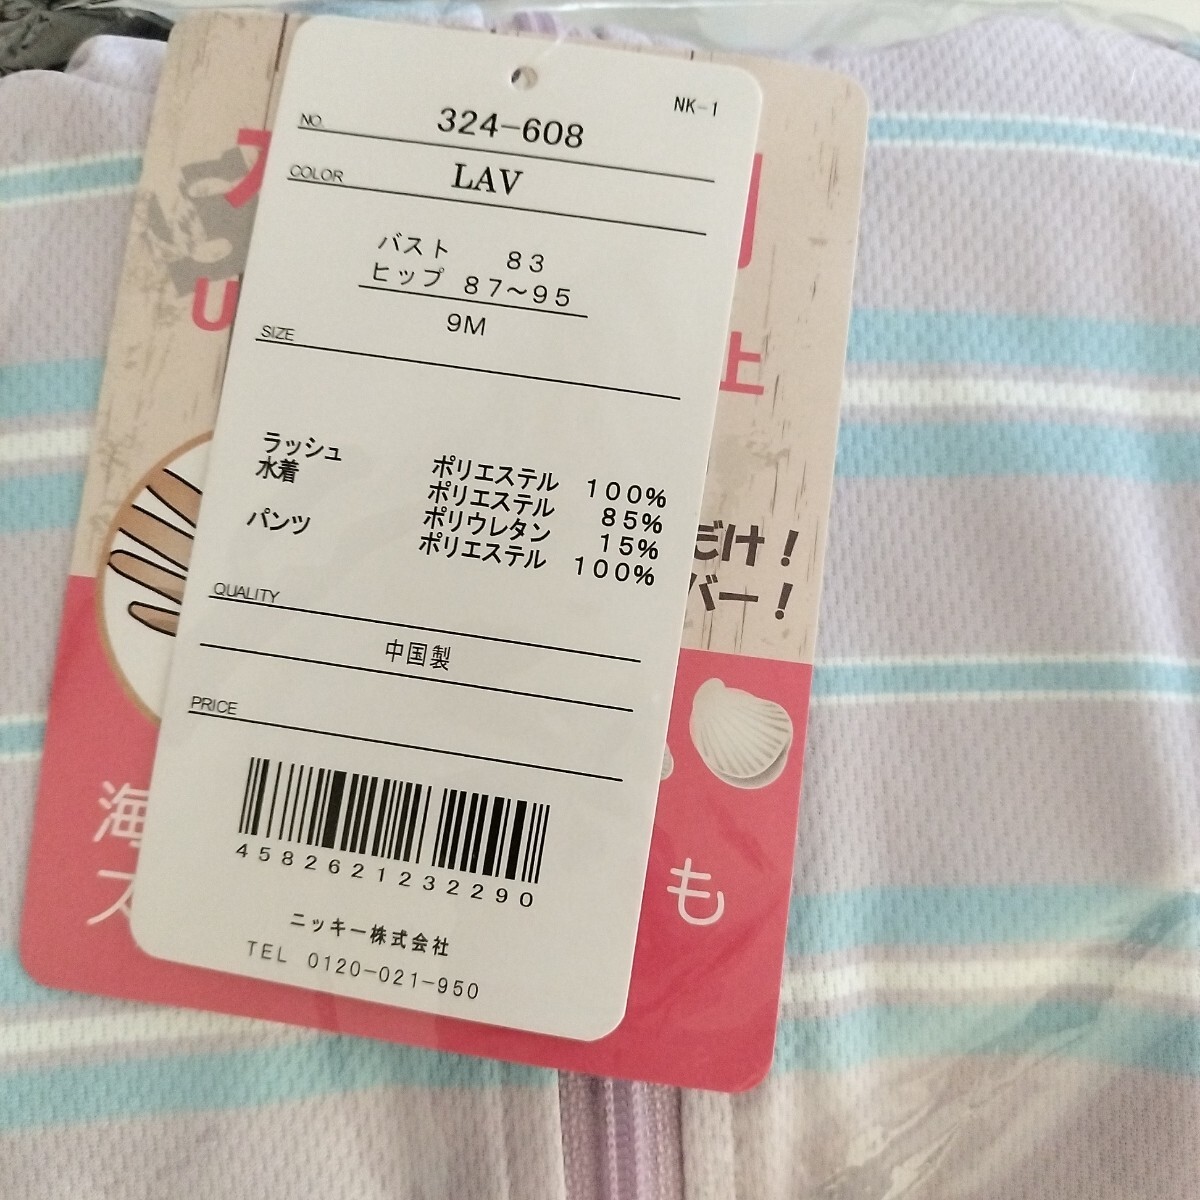 NK-1
NO. 324-608
COLOR LAV
バスト 83
ヒップ 87〜95
9M
SIZE
ラッシュ ポリエステル 100%
水着 ポリエステル 85%
ポリウレタン 15%
パンツ ポリエステル 100%
QUALITY
中国製
PRICE
4582621232290
ニッキー株式会社
TEL 0120-021-950
U
上
だけ!
バー!
海
ス
も